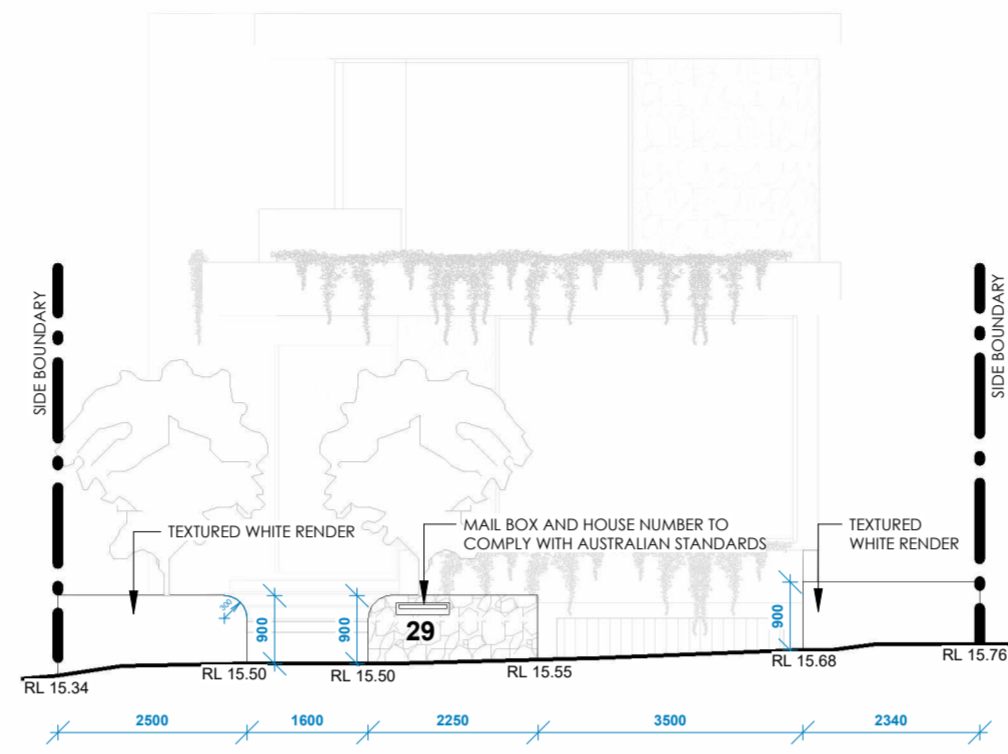 SIDE BOUNDARY
SIDE BOUNDARY
TEXTURED WHITE RENDER
MAIL BOX AND HOUSE NUMBER TO
COMPLY WITH AUSTRALIAN STANDARDS
TEXTURED
WHITE RENDER
300
900
900
29
900
RL 15.34
RL 15.50
RL 15.50
RL 15.55
RL 15.68
RL 15.76
2500
1600
2250
3500
2340